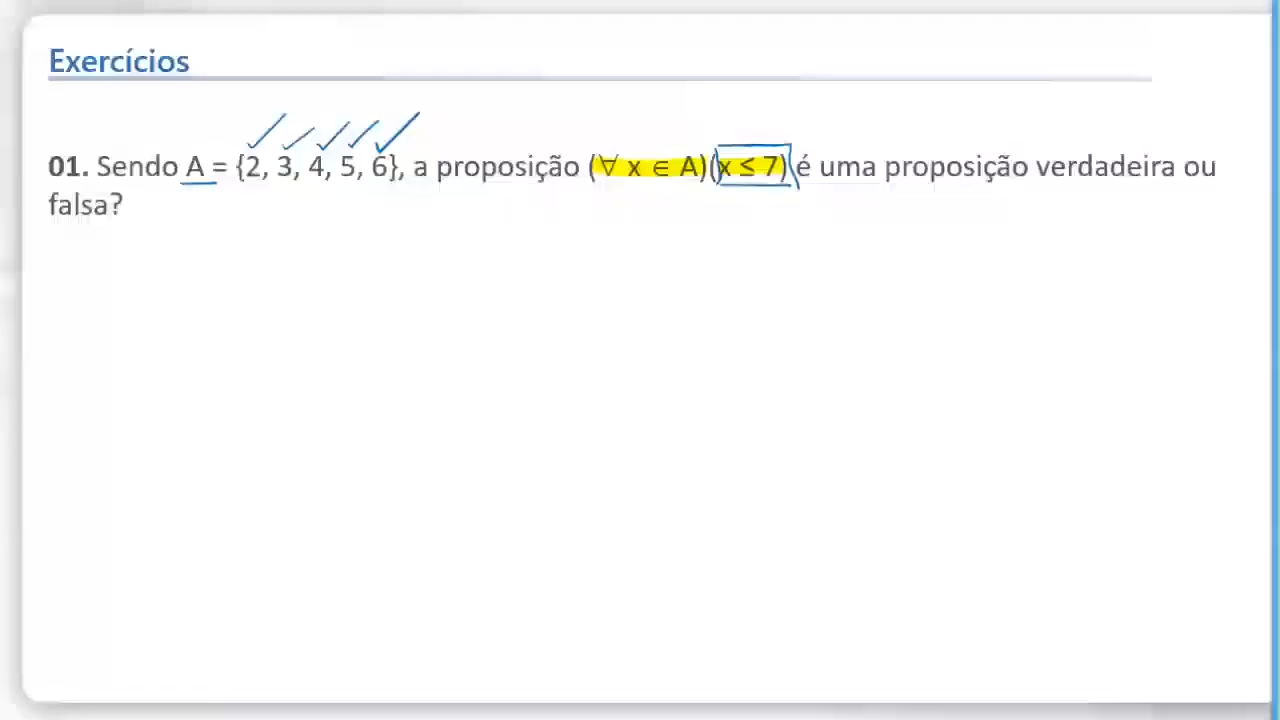 Exercícios
01. Sendo A = {2, 3, 4, 5, 6}, a proposição (∀ x ∈ A)(x ≤ 7) é uma proposição verdadeira ou
falsa?